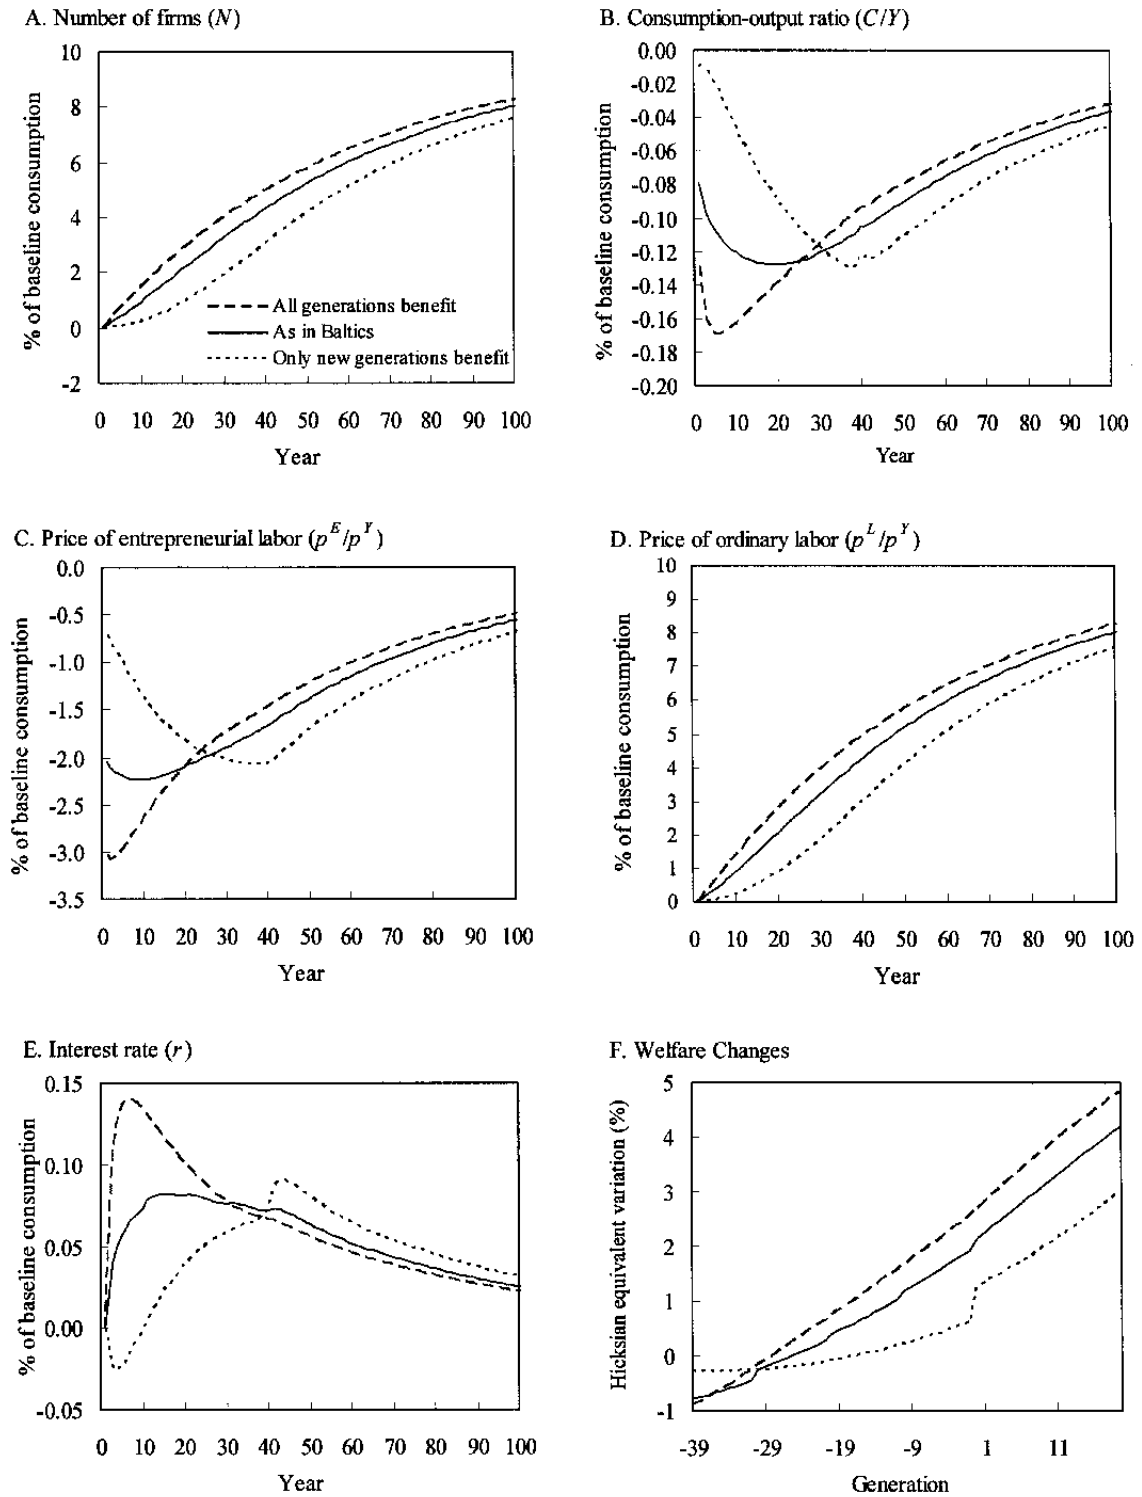 A. Number of firms (N)
% of baseline consumption
10
8
6
4
2
0
-2
All generations benefit
As in Baltics
Only new generations benefit
0 10 20 30 40 50 60 70 80 90 100
Year
B. Consumption-output ratio (C/Y)
% of baseline consumption
0.00
-0.02
-0.04
-0.06
-0.08
-0.10
-0.12
-0.14
-0.16
-0.18
-0.20
0 10 20 30 40 50 60 70 80 90 100
Year
C. Price of entrepreneurial labor (p^E/p^Y)
% of baseline consumption
0.0
-0.5
-1.0
-1.5
-2.0
-2.5
-3.0
-3.5
0 10 20 30 40 50 60 70 80 90 100
Year
D. Price of ordinary labor (p^L/p^Y)
% of baseline consumption
10
9
8
7
6
5
4
3
2
1
0
0 10 20 30 40 50 60 70 80 90 100
Year
E. Interest rate (r)
% of baseline consumption
0.15
0.10
0.05
0.00
-0.05
0 10 20 30 40 50 60 70 80 90 100
Year
F. Welfare Changes
Hicksian equivalent variation (%)
5
4
3
2
1
0
-1
-39 -29 -19 -9 1 11
Generation